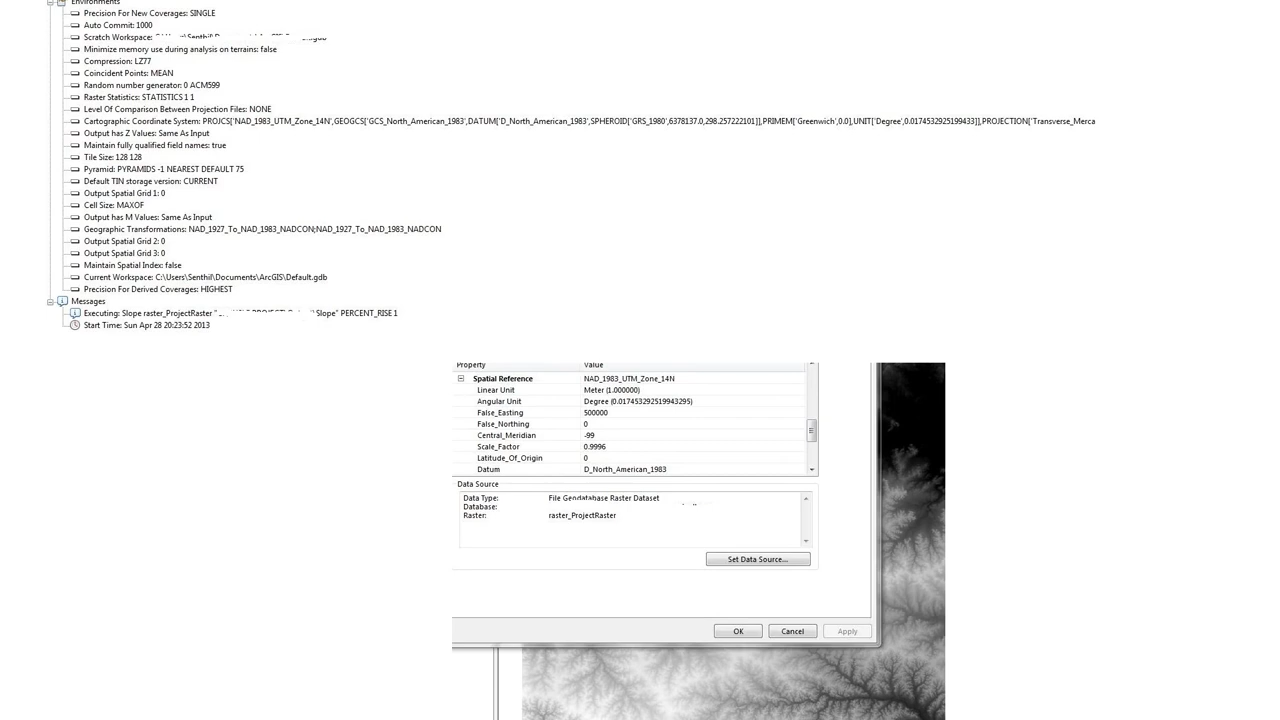 Environments
Precision For New Coverages: SINGLE
Auto Commit: 1000
Scratch Workspace:
Minimize memory use during analysis on terrains: false
Compression: LZ77
Coincident Points: MEAN
Random number generator: 0 ACM599
Raster Statistics: STATISTICS 1 1
Level Of Comparison Between Projection Files: NONE
Cartographic Coordinate System: PROJCS['NAD_1983_UTM_Zone_14N',GEOGCS['GCS_North_American_1983',DATUM['D_North_American_1983',SPHEROID['GRS_1980',6378137.0,298.257222101]],PRIMEM['Greenwich',0.0],UNIT['Degree',0.0174532925199433]],PROJECTION['Transverse_Merca
Output has Z Values: Same As Input
Maintain fully qualified field names: true
Tile Size: 128 128
Pyramid: PYRAMIDS -1 NEAREST DEFAULT 75
Default TIN storage version: CURRENT
Output Spatial Grid 1: 0
Cell Size: MAXOF
Output has M Values: Same As Input
Geographic Transformations: NAD_1927_To_NAD_1983_NADCON;NAD_1927_To_NAD_1983_NADCON
Output Spatial Grid 2: 0
Output Spatial Grid 3: 0
Maintain Spatial Index: false
Current Workspace: C:\Users\Senthil\Documents\ArcGIS\Default.gdb
Precision For Derived Coverages: HIGHEST
Messages
Executing: Slope raster_ProjectRaster " Slope" PERCENT_RISE 1
Start Time: Sun Apr 28 20:23:52 2013
Property Value
Spatial Reference NAD_1983_UTM_Zone_14N
Linear Unit Meter (1.000000)
Angular Unit Degree (0.017453292519943295)
False_Easting 500000
False_Northing 0
Central_Meridian -99
Scale_Factor 0.9996
Latitude_Of_Origin 0
Datum D_North_American_1983
Data Source
Data Type: File Geodatabase Raster Dataset
Database:
Raster: raster_ProjectRaster
Set Data Source...
OK Cancel Apply